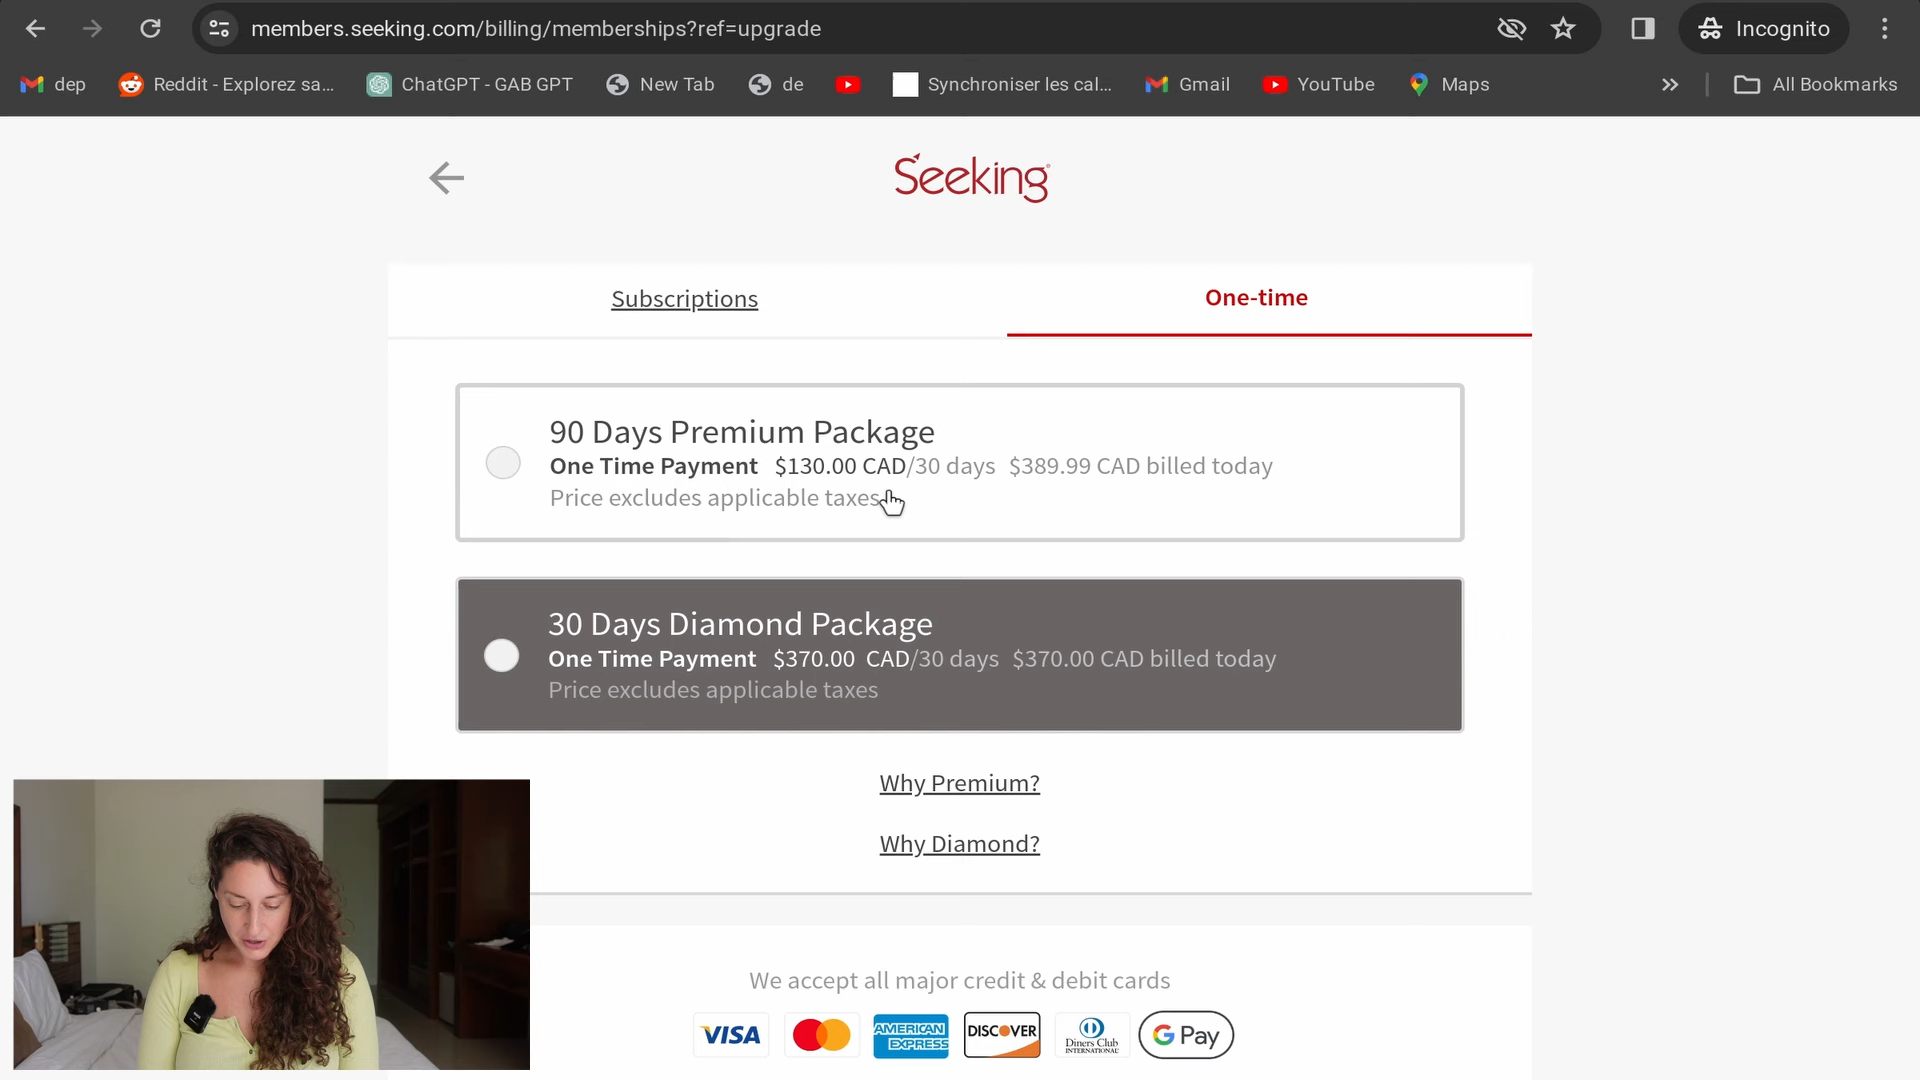 members.seeking.com/billing/memberships?ref=upgrade
Incognito
dep
Reddit - Explorez sa...
ChatGPT - GAB GPT
New Tab
de
Synchroniser les cal...
Gmail
YouTube
Maps
»
All Bookmarks
Seeking
Subscriptions
One-time
90 Days Premium Package
One Time Payment $130.00 CAD/30 days $389.99 CAD billed today
Price excludes applicable taxes
30 Days Diamond Package
One Time Payment $370.00 CAD/30 days $370.00 CAD billed today
Price excludes applicable taxes
Why Premium?
Why Diamond?
We accept all major credit & debit cards
VISA
AMERICAN EXPRESS
DISCOVER
Diners Club
INTERNATIONAL
G Pay